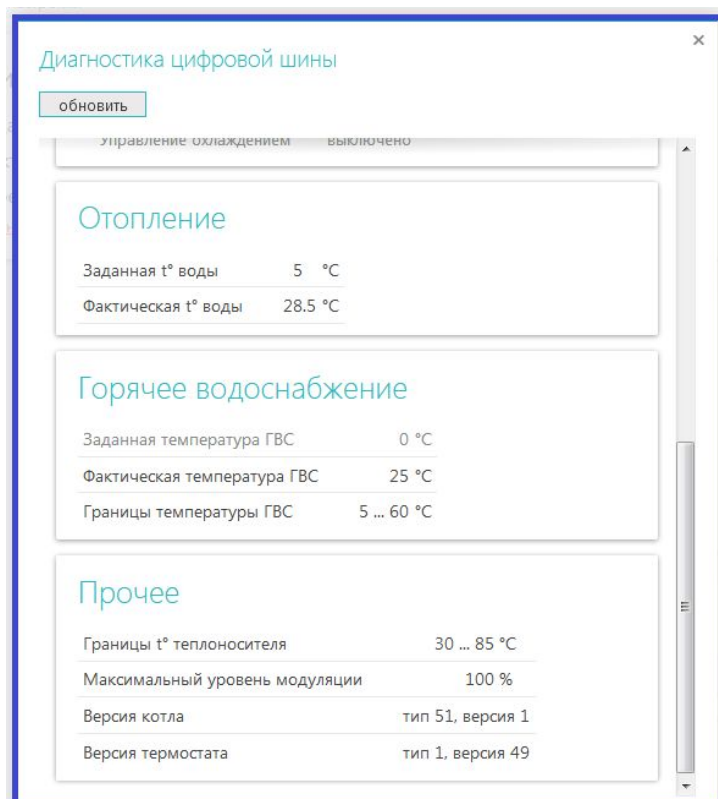 Диагностика цифровой шины
обновить
Управление охлаждением выключено
Отопление
Заданная t° воды 5 °C
Фактическая t° воды 28.5 °C
Горячее водоснабжение
Заданная температура ГВС 0 °C
Фактическая температура ГВС 25 °C
Границы температуры ГВС 5 ... 60 °C
Прочее
Границы t° теплоносителя 30 ... 85 °C
Максимальный уровень модуляции 100 %
Версия котла тип 51, версия 1
Версия термостата тип 1, версия 49